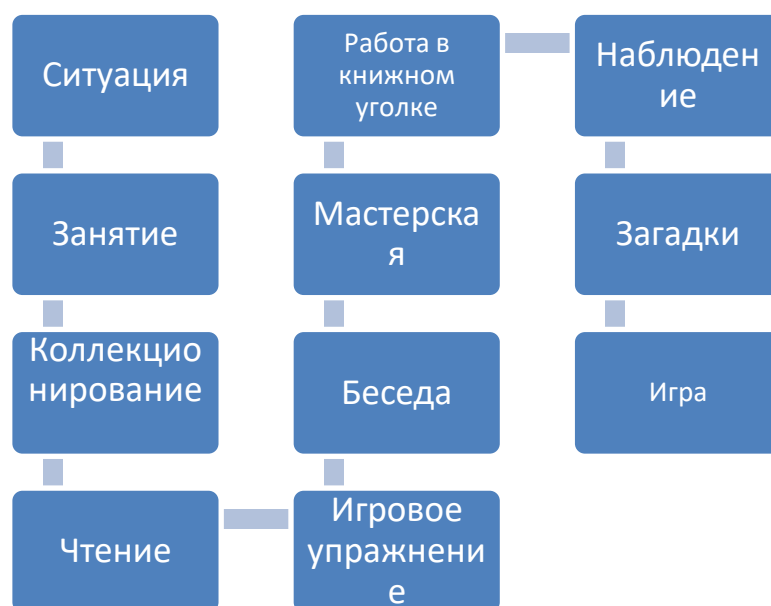 Ситуация
Занятие
Коллекцио
нирование
Чтение
Игровое
упражнени
е
Беседа
Мастерска
я
Работа в
книжном
уголке
Наблюден
ие
Загадки
Игра